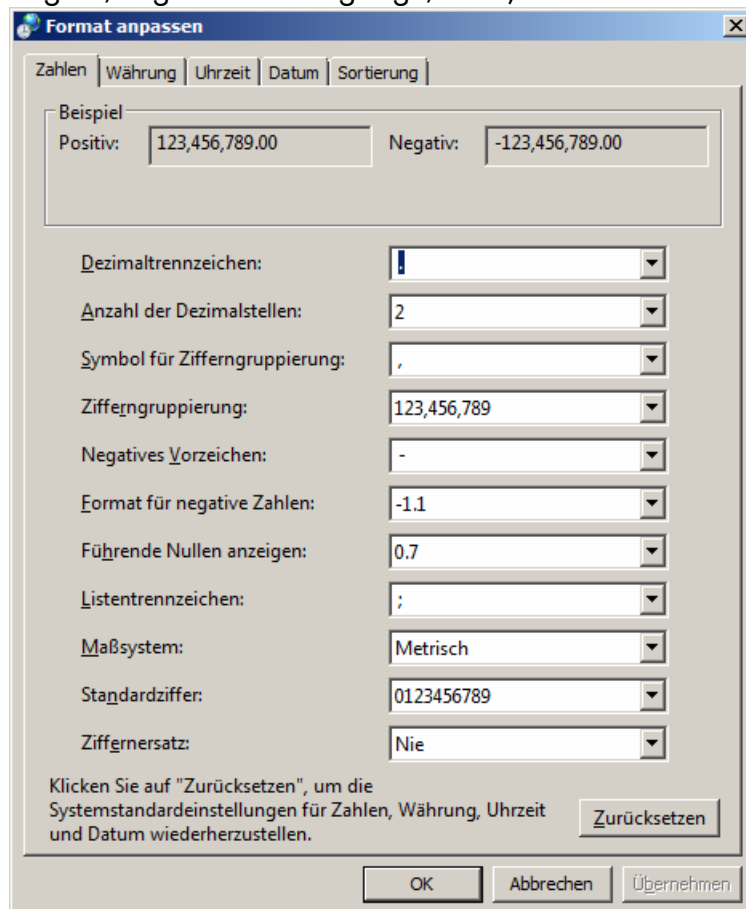 Format anpassen
Zahlen Währung Uhrzeit Datum Sortierung
Beispiel
Positiv: 123,456,789.00 Negativ: -123,456,789.00
Dezimaltrennzeichen: .
Anzahl der Dezimalstellen: 2
Symbol für Zifferngruppierung: ,
Zifferngruppierung: 123,456,789
Negatives Vorzeichen: -
Format für negative Zahlen: -1.1
Führende Nullen anzeigen: 0.7
Listentrennzeichen: ;
Maßsystem: Metrisch
Standardziffer: 0123456789
Ziffernersatz: Nie
Klicken Sie auf "Zurücksetzen", um die
Systemstandardeinstellungen für Zahlen, Währung, Uhrzeit
und Datum wiederherzustellen. Zurücksetzen
OK Abbrechen Übernehmen